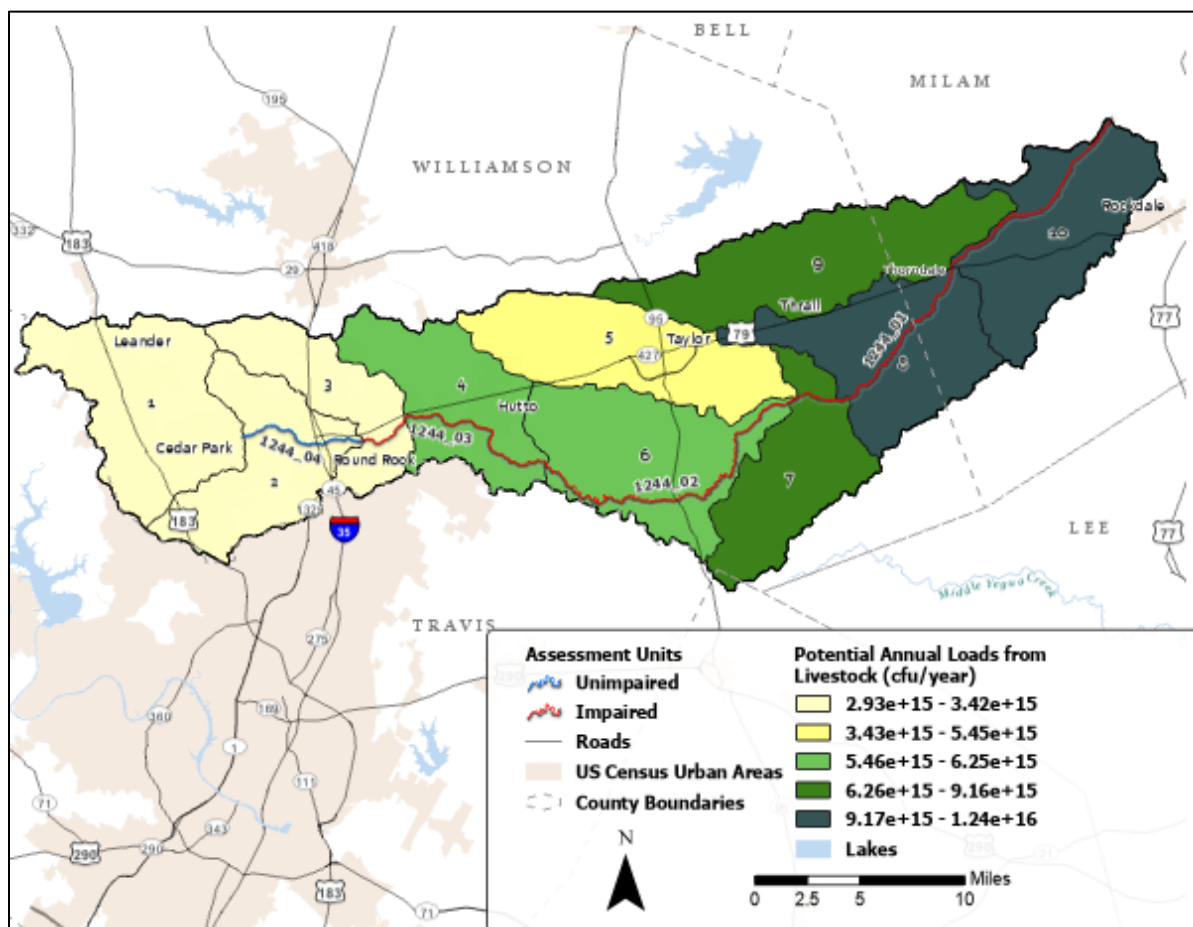 BELL
MILAM
195
WILLIAMSON
Rockdale
10
332
183
418
29
9
Thorndale
Thrall
95
79
77
Leander
5
Taylor
427
1244_01
8
3
4
1
Hutto
Cedar Park
1244_04
1244_03
Round Rock
6
2
1244_02
7
45
183
35
LEE
77
Middle Yegua Creek
TRAVIS
275
360
169
1
111
71
343
290
290
183
71
290
21
Assessment Units
Unimpaired
Impaired
Roads
US Census Urban Areas
County Boundaries
Potential Annual Loads from
Livestock (cfu/year)
2.93e+15 - 3.42e+15
3.43e+15 - 5.45e+15
5.46e+15 - 6.25e+15
6.26e+15 - 9.16e+15
9.17e+15 - 1.24e+16
Lakes
N
Miles
0 2.5 5 10